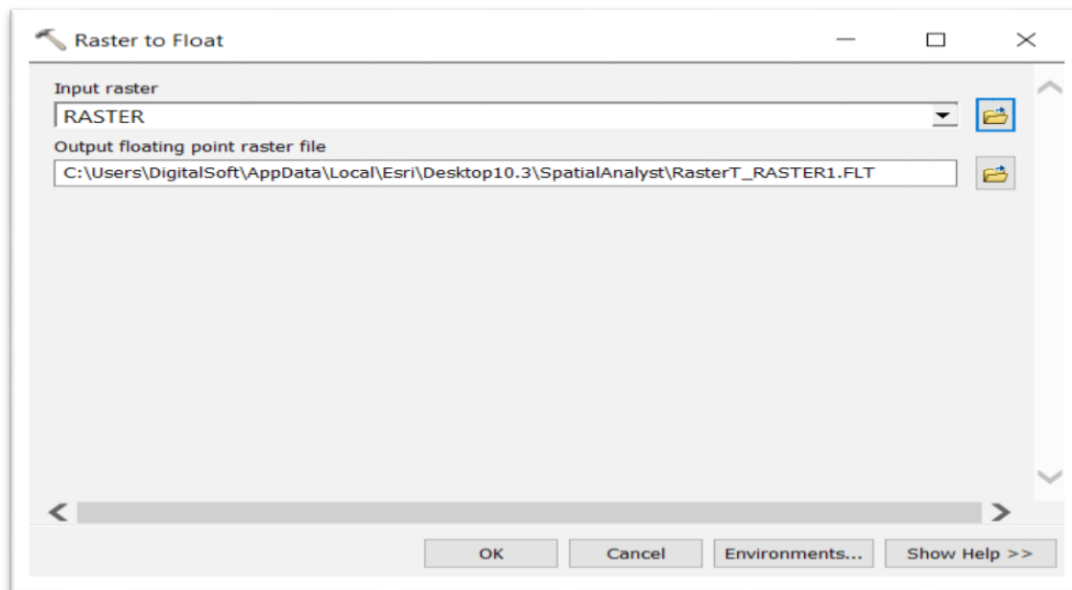 Raster to Float
Input raster
RASTER
Output floating point raster file
C:\Users\DigitalSoft\AppData\Local\Esri\Desktop10.3\SpatialAnalyst\RasterT_RASTER1.FLT
OK Cancel Environments... Show Help >>